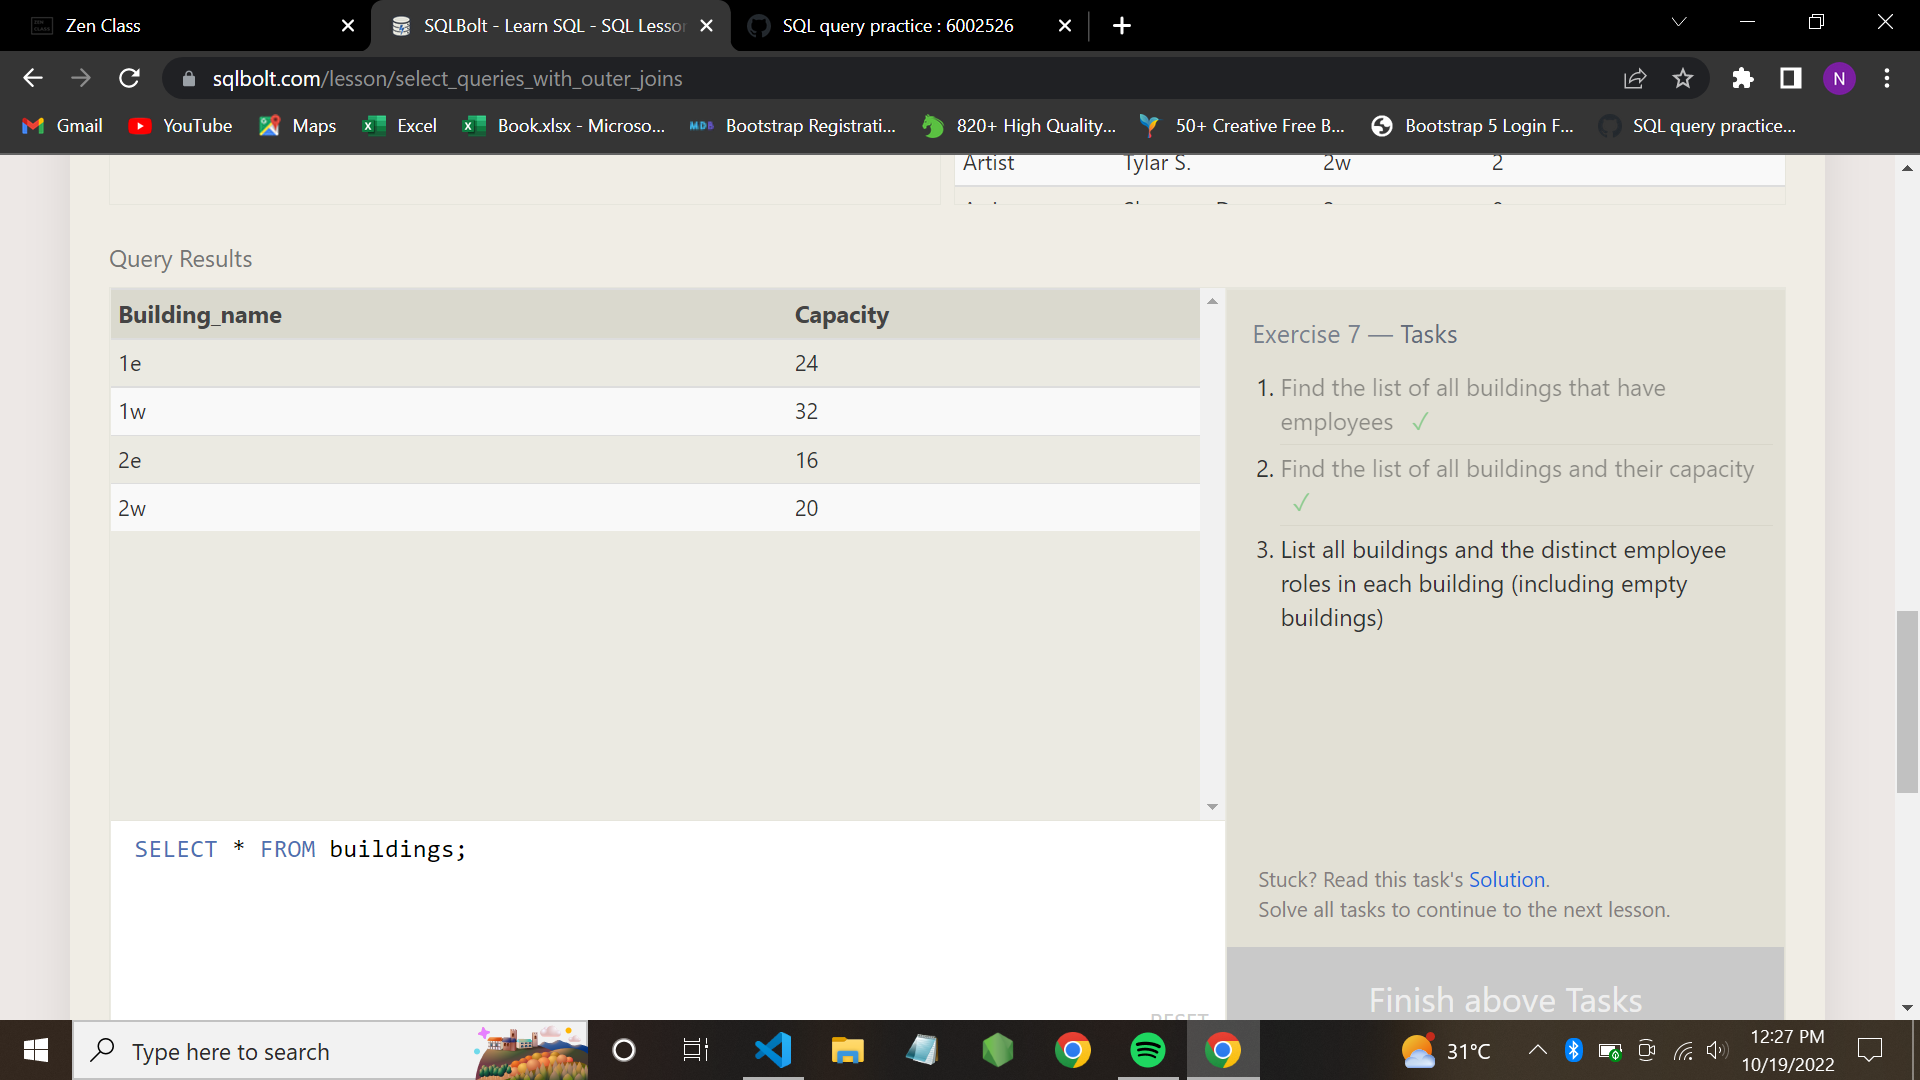 Zen Class
SQLBolt - Learn SQL - SQL Lesso
SQL query practice : 6002526
sqlbolt.com/lesson/select_queries_with_outer_joins
N
Gmail
YouTube
Maps
Excel
Book.xlsx - Microso...
MDB
Bootstrap Registrati...
820+ High Quality...
50+ Creative Free B...
Bootstrap 5 Login F...
SQL query practice...
Artist Tylar S. 2w 2
Query Results
Building_name Capacity
1e 24
1w 32
2e 16
2w 20
Exercise 7 — Tasks
1. Find the list of all buildings that have
employees ✓
2. Find the list of all buildings and their capacity
✓
3. List all buildings and the distinct employee
roles in each building (including empty
buildings)
SELECT * FROM buildings;
Stuck? Read this task's Solution.
Solve all tasks to continue to the next lesson.
RESET
Finish above Tasks
Type here to search
31°C
12:27 PM
10/19/2022